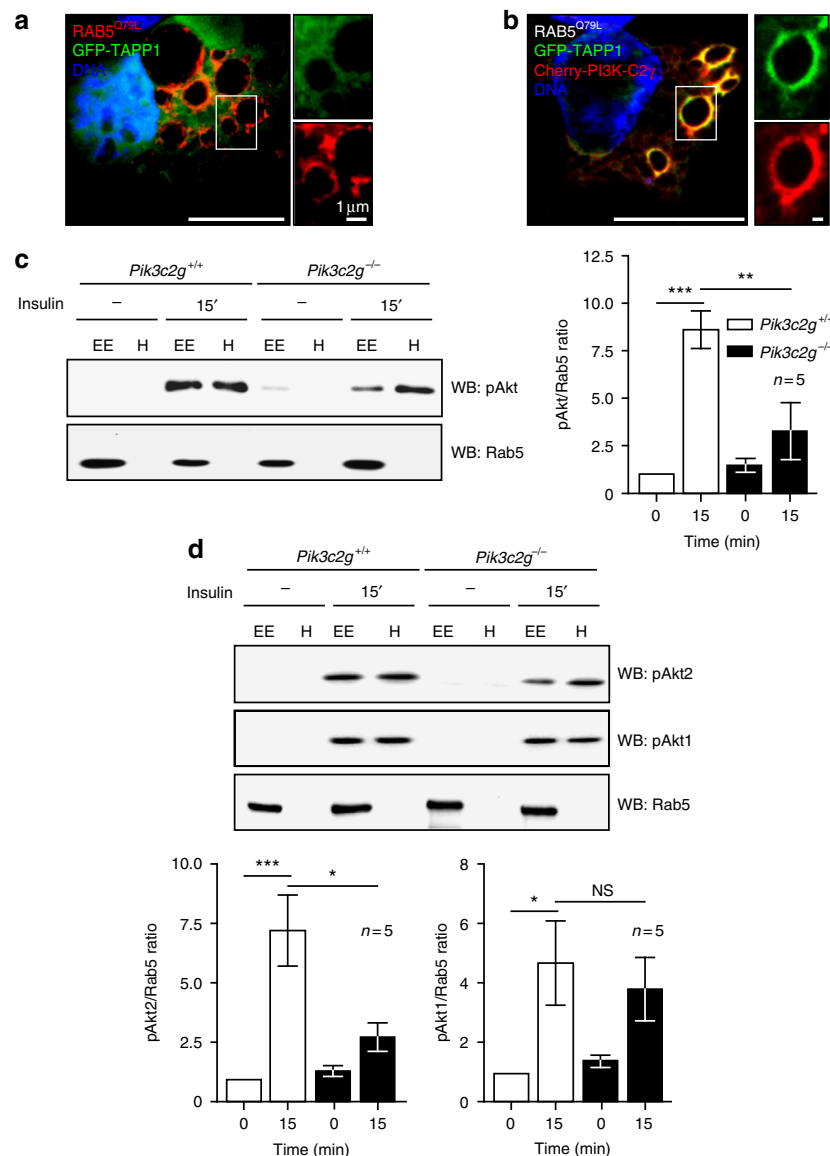 a
RAB5Q79L
GFP-TAPP1
DNA
1 μm
b
RAB5Q79L
GFP-TAPP1
Cherry-PI3K-C2γ
DNA
c
Pik3c2g+/+ Pik3c2g–/–
Insulin – 15′ – 15′
EE H EE H EE H EE H
WB: pAkt
WB: Rab5
12.5
10.0
7.5
5.0
2.5
0
pAkt/Rab5 ratio
*** **
Pik3c2g+/+
Pik3c2g–/–
n=5
0 15 0 15
Time (min)
d
Pik3c2g+/+ Pik3c2g–/–
Insulin – 15′ – 15′
EE H EE H EE H EE H
WB: pAkt2
WB: pAkt1
WB: Rab5
10.0
7.5
5.0
2.5
0
pAkt2/Rab5 ratio
*** *
n=5
0 15 0 15
Time (min)
8
6
4
2
0
pAkt1/Rab5 ratio
* NS
n=5
0 15 0 15
Time (min)